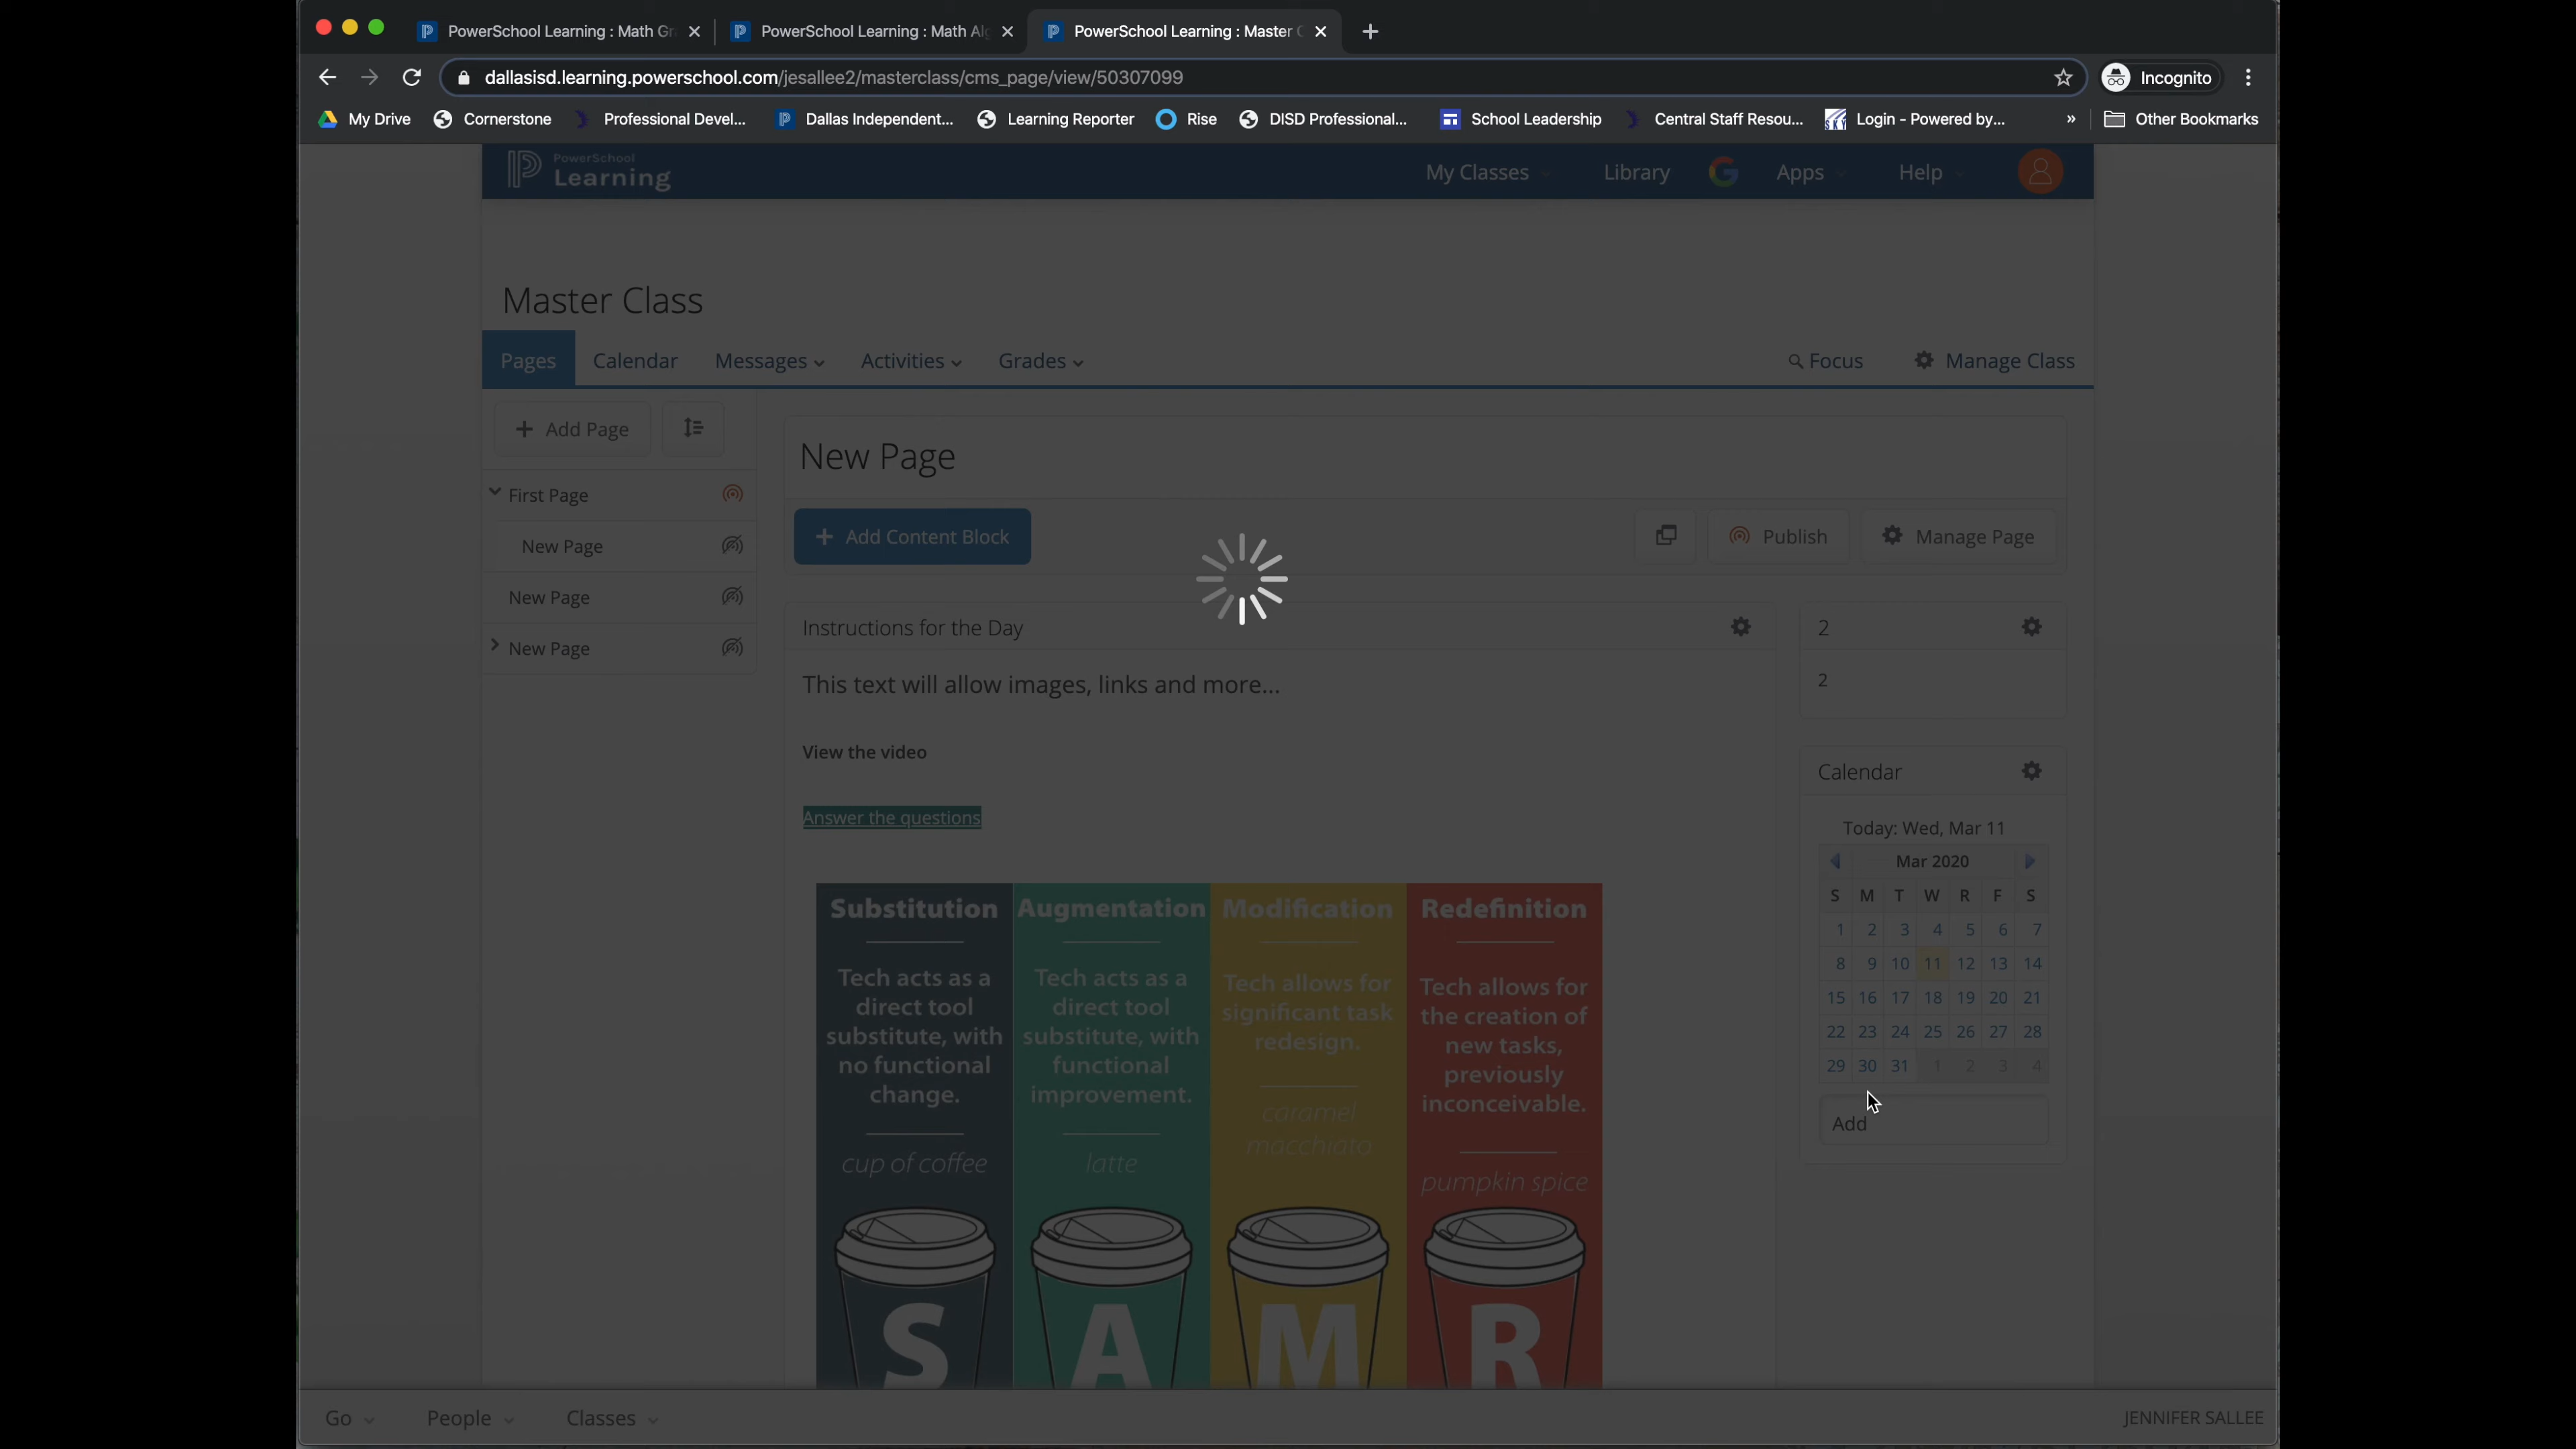 PowerSchool Learning : Math Gr
PowerSchool Learning : Math Alg
PowerSchool Learning : Master C
dallasisd.learning.powerschool.com/jesallee2/masterclass/cms_page/view/50307099
Incognito
My Drive
Cornerstone
Professional Devel...
Dallas Independent...
Learning Reporter
Rise
DISD Professional...
School Leadership
Central Staff Resou...
SKY
Login - Powered by...
»
Other Bookmarks
PowerSchool
Learning
My Classes
Library
Apps
Help
Master Class
Pages
Calendar
Messages
Activities
Grades
Focus
Manage Class
+ Add Page
First Page
New Page
New Page
New Page
New Page
+ Add Content Block
Publish
Manage Page
Instructions for the Day
This text will allow images, links and more...
View the video
Answer the questions
Substitution
Tech acts as a
direct tool
substitute, with
no functional
change.
cup of coffee
S
Augmentation
Tech acts as a
direct tool
substitute, with
functional
improvement.
latte
A
Modification
Tech allows for
significant task
redesign.
caramel
macchiato
M
Redefinition
Tech allows for
the creation of
new tasks,
previously
inconceivable.
pumpkin spice
R
2
2
Calendar
Today: Wed, Mar 11
Mar 2020
S M T W R F S
1 2 3 4 5 6 7
8 9 10 11 12 13 14
15 16 17 18 19 20 21
22 23 24 25 26 27 28
29 30 31 1 2 3 4
Add
Go
People
Classes
JENNIFER SALLEE